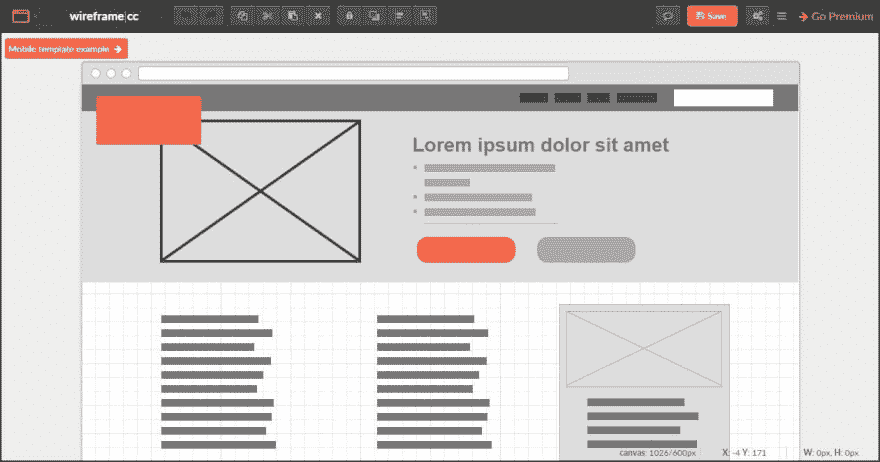 wireframe|cc
Save
Go Premium
Mobile template example
Lorem ipsum dolor sit amet
canvas: 1026/600px X: -4 Y: 171 W: 0px, H: 0px